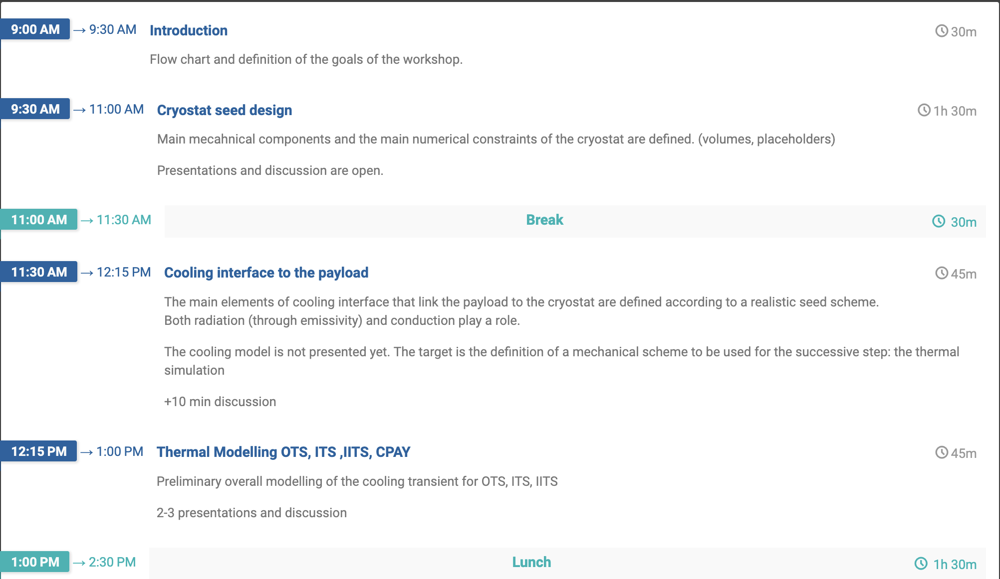 9:00 AM → 9:30 AM Introduction 30m
Flow chart and definition of the goals of the workshop.
9:30 AM → 11:00 AM Cryostat seed design 1h 30m
Main mecahnical components and the main numerical constraints of the cryostat are defined. (volumes, placeholders)
Presentations and discussion are open.
11:00 AM → 11:30 AM Break 30m
11:30 AM → 12:15 PM Cooling interface to the payload 45m
The main elements of cooling interface that link the payload to the cryostat are defined according to a realistic seed scheme.
Both radiation (through emissivity) and conduction play a role.
The cooling model is not presented yet. The target is the definition of a mechanical scheme to be used for the successive step: the thermal
simulation
+10 min discussion
12:15 PM → 1:00 PM Thermal Modelling OTS, ITS ,IITS, CPAY 45m
Preliminary overall modelling of the cooling transient for OTS, ITS, IITS
2-3 presentations and discussion
1:00 PM → 2:30 PM Lunch 1h 30m